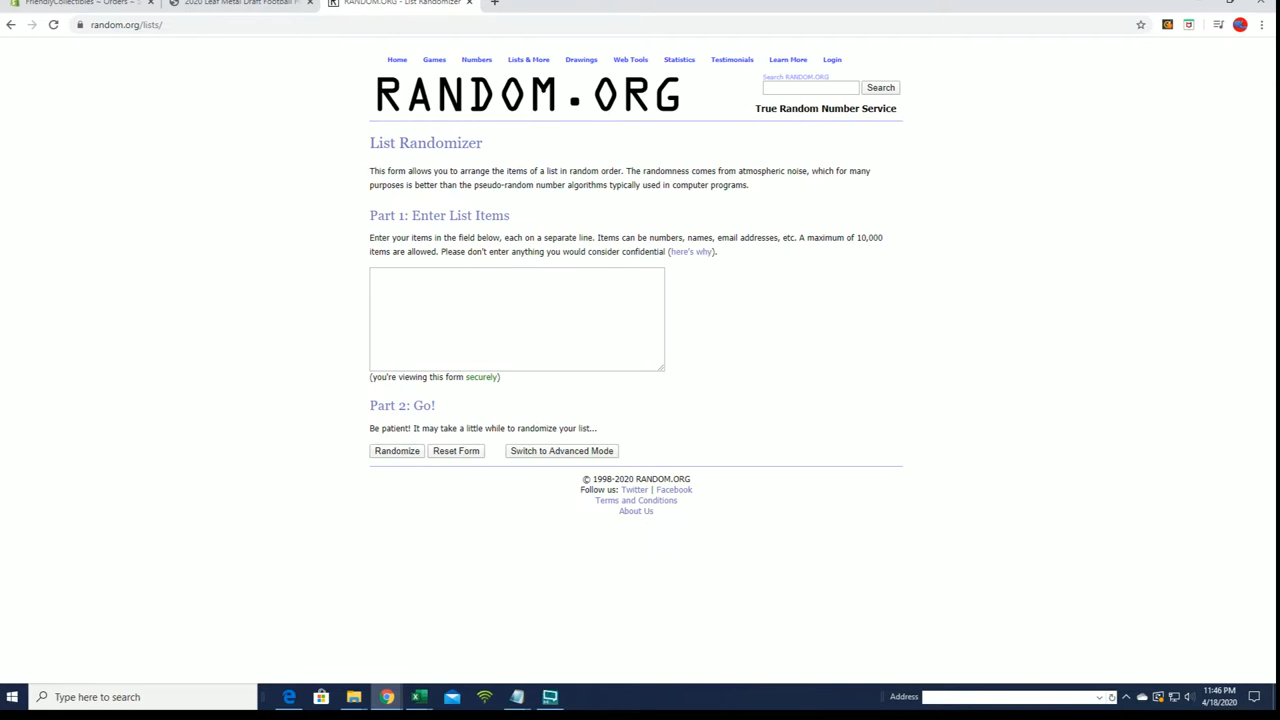 FriendlyCollectibles ~ Orders ~
2020 Leaf Metal Draft Football
RANDOM.ORG - List Randomizer
random.org/lists/
Home Games Numbers Lists & More Drawings Web Tools Statistics Testimonials Learn More Login
RANDOM.ORG
Search RANDOM.ORG
Search
True Random Number Service
List Randomizer
This form allows you to arrange the items of a list in random order. The randomness comes from atmospheric noise, which for many
purposes is better than the pseudo-random number algorithms typically used in computer programs.
Part 1: Enter List Items
Enter your items in the field below, each on a separate line. Items can be numbers, names, email addresses, etc. A maximum of 10,000
items are allowed. Please don't enter anything you would consider confidential (here's why).
(you're viewing this form securely)
Part 2: Go!
Be patient! It may take a little while to randomize your list...
Randomize Reset Form Switch to Advanced Mode
© 1998-2020 RANDOM.ORG
Follow us: Twitter | Facebook
Terms and Conditions
About Us
Type here to search
Address
11:46 PM
4/18/2020